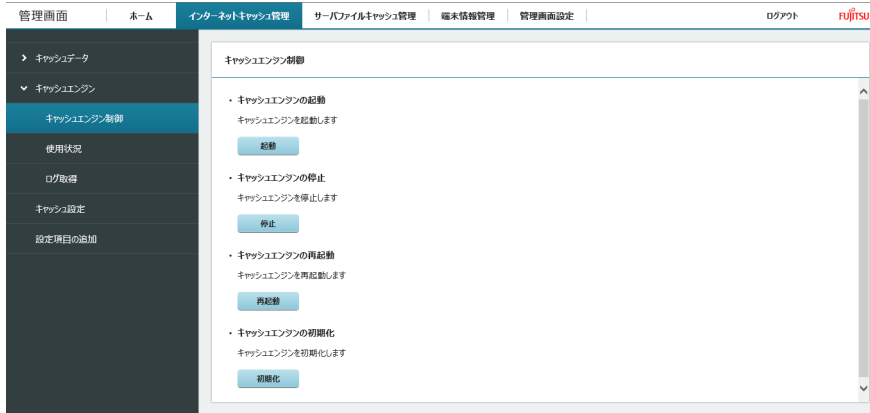 管理画面 ホーム インターネットキャッシュ管理 サーバファイルキャッシュ管理 端末情報管理 管理画面設定 ログアウト FUJITSU
キャッシュデータ
キャッシュエンジン
キャッシュエンジン制御
使用状況
ログ取得
キャッシュ設定
設定項目の追加
キャッシュエンジン制御
・ キャッシュエンジンの起動
キャッシュエンジンを起動します
起動
・ キャッシュエンジンの停止
キャッシュエンジンを停止します
停止
・ キャッシュエンジンの再起動
キャッシュエンジンを再起動します
再起動
・ キャッシュエンジンの初期化
キャッシュエンジンを初期化します
初期化